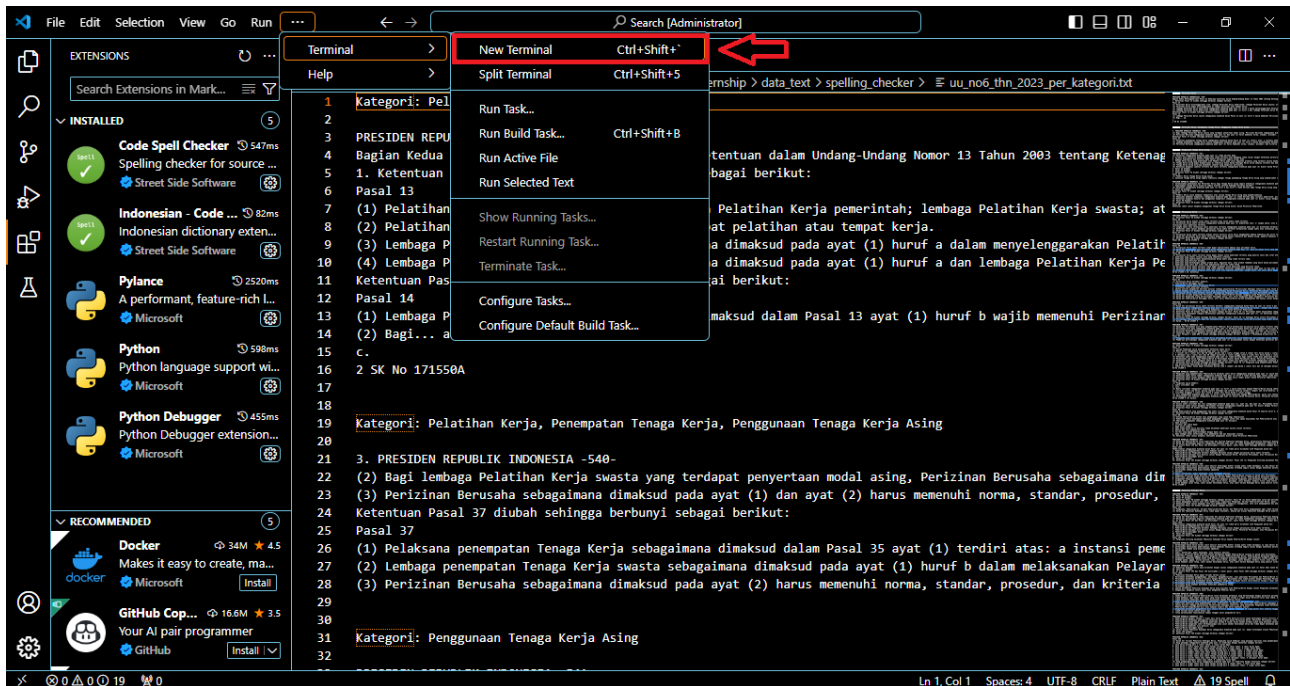 File Edit Selection View Go Run ...
Search [Administrator]
EXTENSIONS
Search Extensions in Mark...
INSTALLED 5
Code Spell Checker 547ms
Spelling checker for source ...
Street Side Software
Indonesian - Code ... 82ms
Indonesian dictionary exten...
Street Side Software
Pylance 2520ms
A performant, feature-rich l...
Microsoft
Python 598ms
Python language support wi...
Microsoft
Python Debugger 455ms
Python Debugger extension...
Microsoft
RECOMMENDED 5
Docker 34M 4.5
Makes it easy to create, ma...
Microsoft Install
GitHub Cop... 16.6M 3.5
Your AI pair programmer
GitHub Install
Terminal
Help
New Terminal Ctrl+Shift+`
Split Terminal Ctrl+Shift+5
Run Task...
Run Build Task... Ctrl+Shift+B
Run Active File
Run Selected Text
Show Running Tasks...
Restart Running Task...
Terminate Task...
Configure Tasks...
Configure Default Build Task...
ernship > data_text > spelling_checker > uu_no6_thn_2023_per_kategori.txt
1 Kategori: Pel
2
3 PRESIDEN REPU
4 Bagian Kedua etentuan dalam Undang-Undang Nomor 13 Tahun 2003 tentang Ketenag
5 1. Ketentuan bagai berikut:
6 Pasal 13
7 (1) Pelatihan Pelatihan Kerja pemerintah; lembaga Pelatihan Kerja swasta; at
8 (2) Pelatihan pat pelatihan atau tempat kerja.
9 (3) Lembaga P a dimaksud pada ayat (1) huruf a dalam menyelenggarakan Pelatih
10 (4) Lembaga P a dimaksud pada ayat (1) huruf a dan lembaga Pelatihan Kerja Pe
11 Ketentuan Pas gai berikut:
12 Pasal 14
13 (1) Lembaga P maksud dalam Pasal 13 ayat (1) huruf b wajib memenuhi Perizinan
14 (2) Bagi... a
15 c.
16 2 SK No 171550A
17
18
19 Kategori: Pelatihan Kerja, Penempatan Tenaga Kerja, Penggunaan Tenaga Kerja Asing
20
21 3. PRESIDEN REPUBLIK INDONESIA -540-
22 (2) Bagi lembaga Pelatihan Kerja swasta yang terdapat penyertaan modal asing, Perizinan Berusaha sebagaimana dim
23 (3) Perizinan Berusaha sebagaimana dimaksud pada ayat (1) dan ayat (2) harus memenuhi norma, standar, prosedur,
24 Ketentuan Pasal 37 diubah sehingga berbunyi sebagai berikut:
25 Pasal 37
26 (1) Pelaksana penempatan Tenaga Kerja sebagaimana dimaksud dalam Pasal 35 ayat (1) terdiri atas: a instansi peme
27 (2) Lembaga penempatan Tenaga Kerja swasta sebagaimana dimaksud pada ayat (1) huruf b dalam melaksanakan Pelayan
28 (3) Perizinan Berusaha sebagaimana dimaksud pada ayat (2) harus memenuhi norma, standar, prosedur, dan kriteria
29
30
31 Kategori: Penggunaan Tenaga Kerja Asing
32
0 0 0 19 0
Ln 1, Col 1 Spaces: 4 UTF-8 CRLF Plain Text 19 Spell